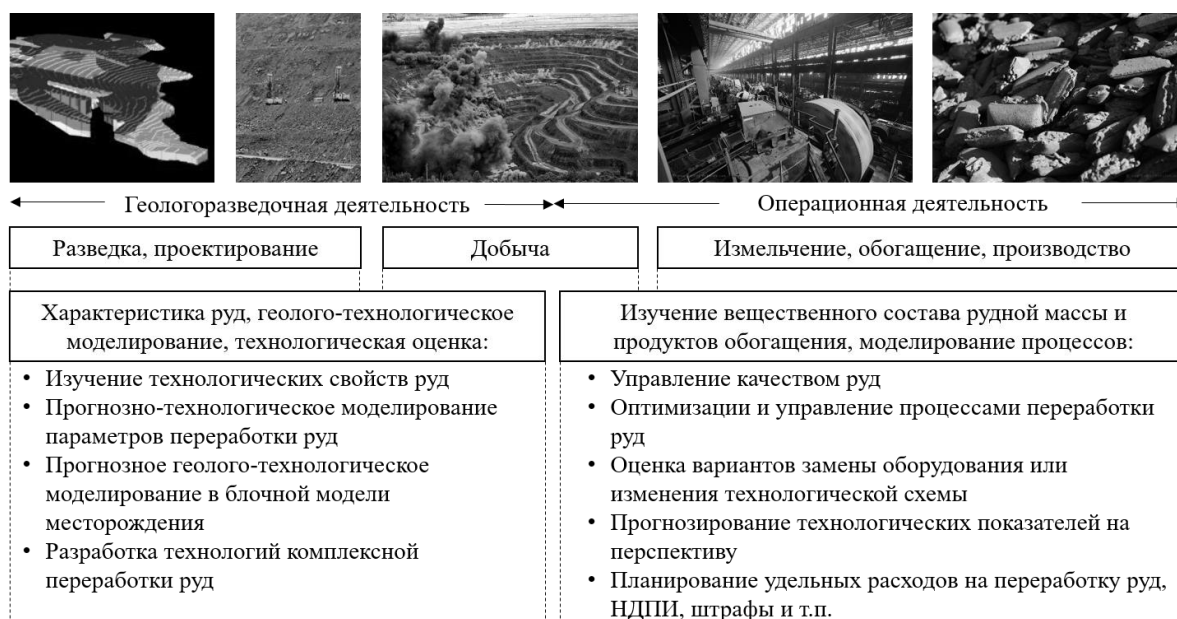 Геологоразведочная деятельность
Операционная деятельность
Разведка, проектирование
Добыча
Измельчение, обогащение, производство
Характеристика руд, геолого-технологическое
моделирование, технологическая оценка:
• Изучение технологических свойств руд
• Прогнозно-технологическое моделирование
параметров переработки руд
• Прогнозное геолого-технологическое
моделирование в блочной модели
месторождения
• Разработка технологий комплексной
переработки руд
Изучение вещественного состава рудной массы и
продуктов обогащения, моделирование процессов:
• Управление качеством руд
• Оптимизации и управление процессами переработки
руд
• Оценка вариантов замены оборудования или
изменения технологической схемы
• Прогнозирование технологических показателей на
перспективу
• Планирование удельных расходов на переработку руд,
НДПИ, штрафы и т.п.